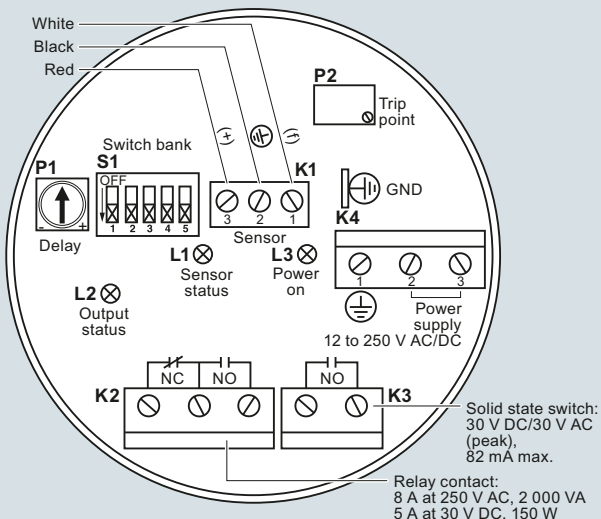 White
Black
Red
P2
Trip
point
(+)
(f)
Switch bank
P1
S1
OFF
K1
GND
K4
- +
1 2 3 4 5
3 2 1
Delay
Sensor
L1
Sensor
status
L3
Power
on
1 2 3
L2
Output
status
Power
supply
12 to 250 V AC/DC
NC NO
NO
K2
K3
Solid state switch:
30 V DC/30 V AC
(peak),
82 mA max.
Relay contact:
8 A at 250 V AC, 2 000 VA
5 A at 30 V DC, 150 W